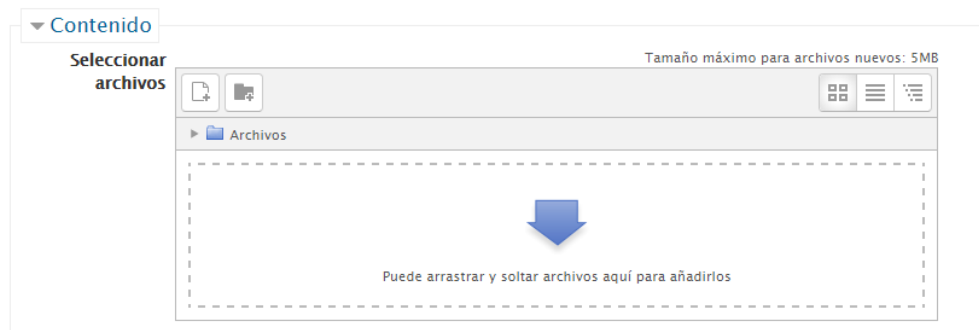 Contenido
Seleccionar
archivos
Tamaño máximo para archivos nuevos: 5MB
Archivos
Puede arrastrar y soltar archivos aquí para añadirlos